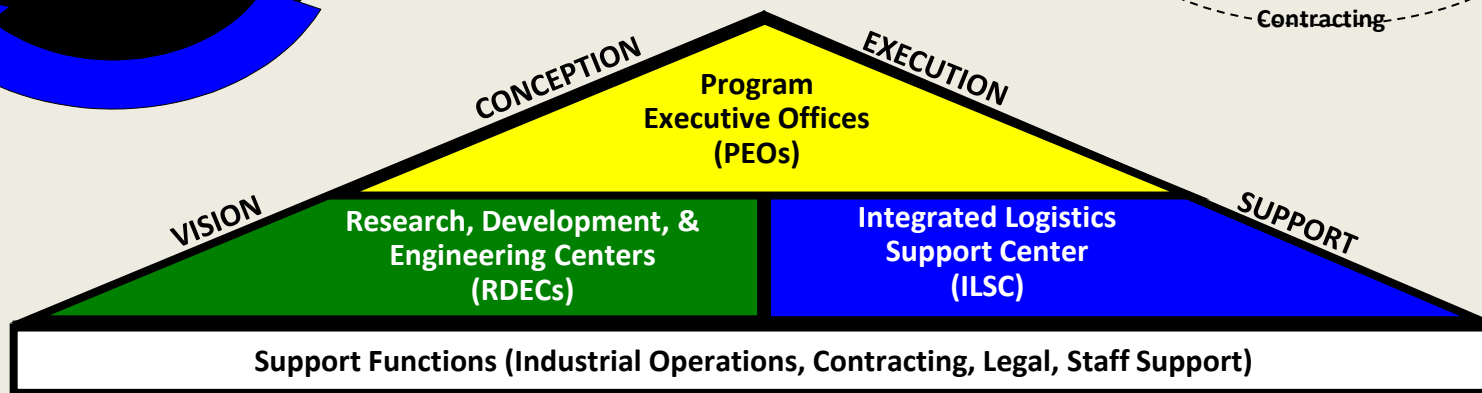 Contracting
CONCEPTION
EXECUTION
Program
Executive Offices
(PEOs)
VISION
SUPPORT
Research, Development, &
Engineering Centers
(RDECs)
Integrated Logistics
Support Center
(ILSC)
Support Functions (Industrial Operations, Contracting, Legal, Staff Support)